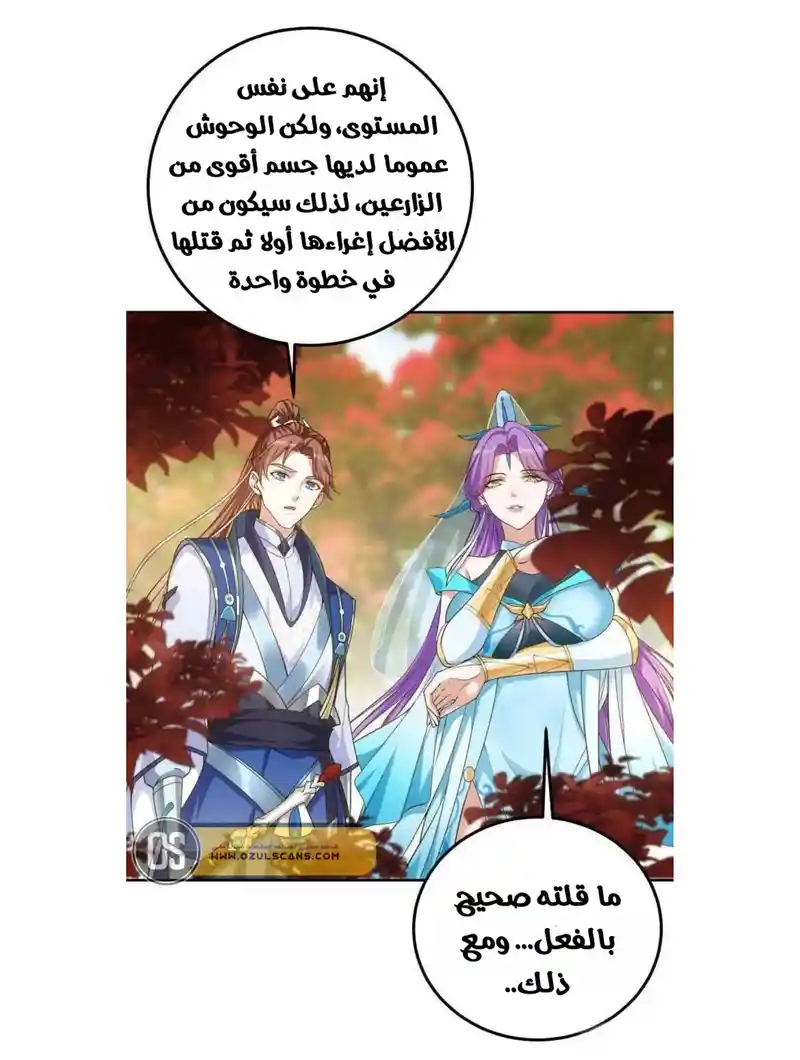 إنهم على نفس
المستوى، ولكن الوحوش
عموما لديها جسم أقوى من
الزارعين، لذلك سيكون من
الأفضل إغراءها أولا ثم قتلها
في خطوة واحدة
OS
WWW.OZULSCANS.COM
ما قلته صحيح
بالفعل... ومع
ذلك..